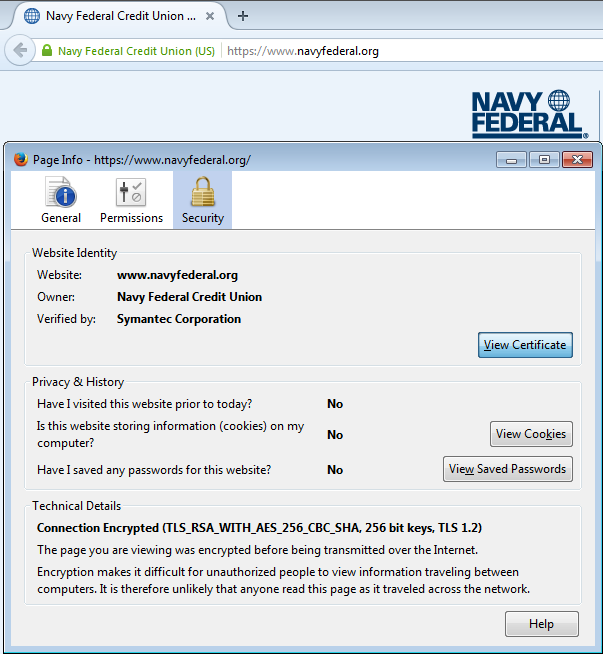 Navy Federal Credit Union ...
Navy Federal Credit Union (US) https://www.navyfederal.org
NAVY
FEDERAL
Page Info - https://www.navyfederal.org/
General Permissions Security
Website Identity
Website: www.navyfederal.org
Owner: Navy Federal Credit Union
Verified by: Symantec Corporation
View Certificate
Privacy & History
Have I visited this website prior to today? No
Is this website storing information (cookies) on my
computer? No View Cookies
Have I saved any passwords for this website? No View Saved Passwords
Technical Details
Connection Encrypted (TLS_RSA_WITH_AES_256_CBC_SHA, 256 bit keys, TLS 1.2)
The page you are viewing was encrypted before being transmitted over the Internet.
Encryption makes it difficult for unauthorized people to view information traveling between
computers. It is therefore unlikely that anyone read this page as it traveled across the network.
Help